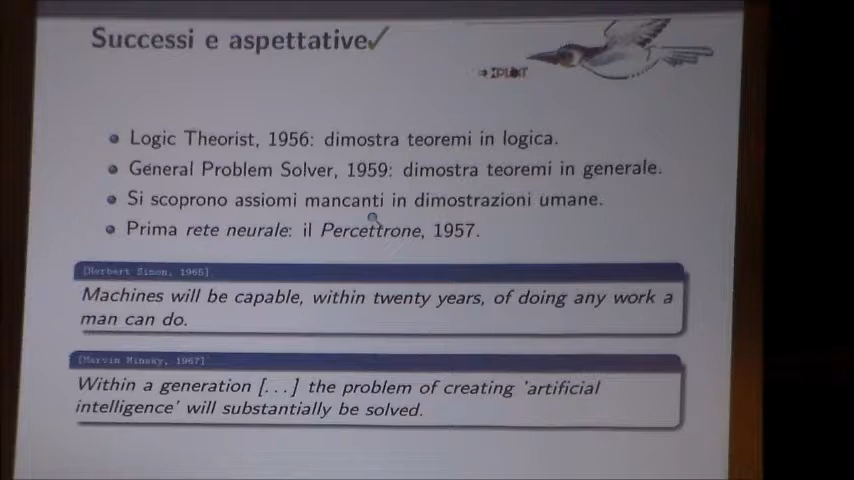 Successi e aspettative✓
Logic Theorist, 1956: dimostra teoremi in logica.
General Problem Solver, 1959: dimostra teoremi in generale.
Si scoprono assiomi mancanti in dimostrazioni umane.
Prima rete neurale: il Percettrone, 1957.
[Herbert Simon, 1965]
Machines will be capable, within twenty years, of doing any work a
man can do.
[Marvin Minsky, 1967]
Within a generation [...] the problem of creating 'artificial
intelligence' will substantially be solved.